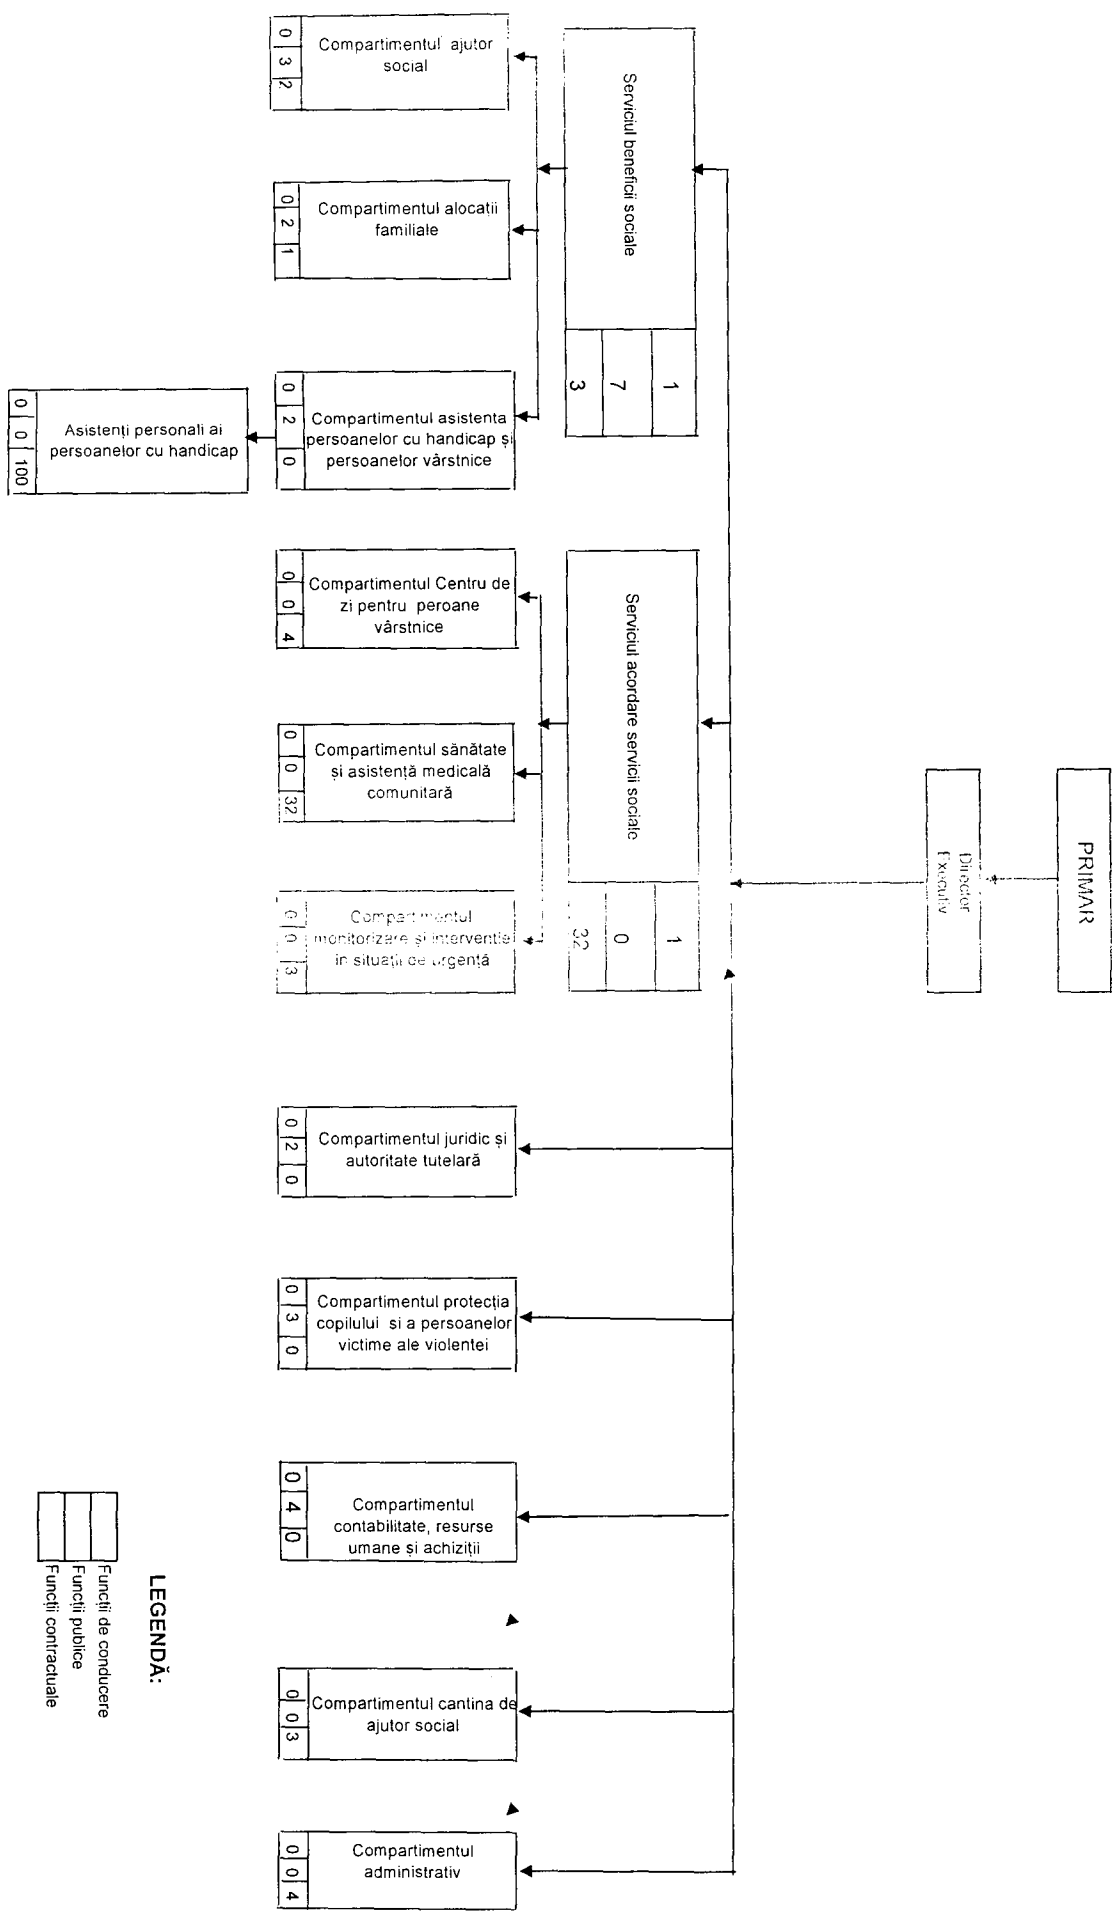 PRIMAR
Director
Executiv
Serviciul beneficii sociale
1
7
3
Serviciul acordare servicii sociale
1
0
32
Compartimentul ajutor
social
0 3 2
Compartimentul alocații
familiale
0 2 1
Compartimentul asistenta
persoanelor cu handicap și
persoanelor vârstnice
0 2 0
Asistenți personali ai
persoanelor cu handicap
0 0 100
Compartimentul Centru de
zi pentru peroane
vârstnice
0 0 4
Compartimentul sănătate
și asistență medicală
comunitară
0 0 32
Compartimentul
monitorizare și interventie
in situații de urgență
0 0 3
Compartimentul juridic și
autoritate tutelară
0 2 0
Compartimentul protecția
copilului si a persoanelor
victime ale violentei
0 3 0
Compartimentul
contabilitate, resurse
umane și achiziții
0 4 0
Compartimentul cantina de
ajutor social
0 0 3
Compartimentul
administrativ
0 0 4
LEGENDĂ:
Funcții de conducere
Funcții publice
Funcții contractuale